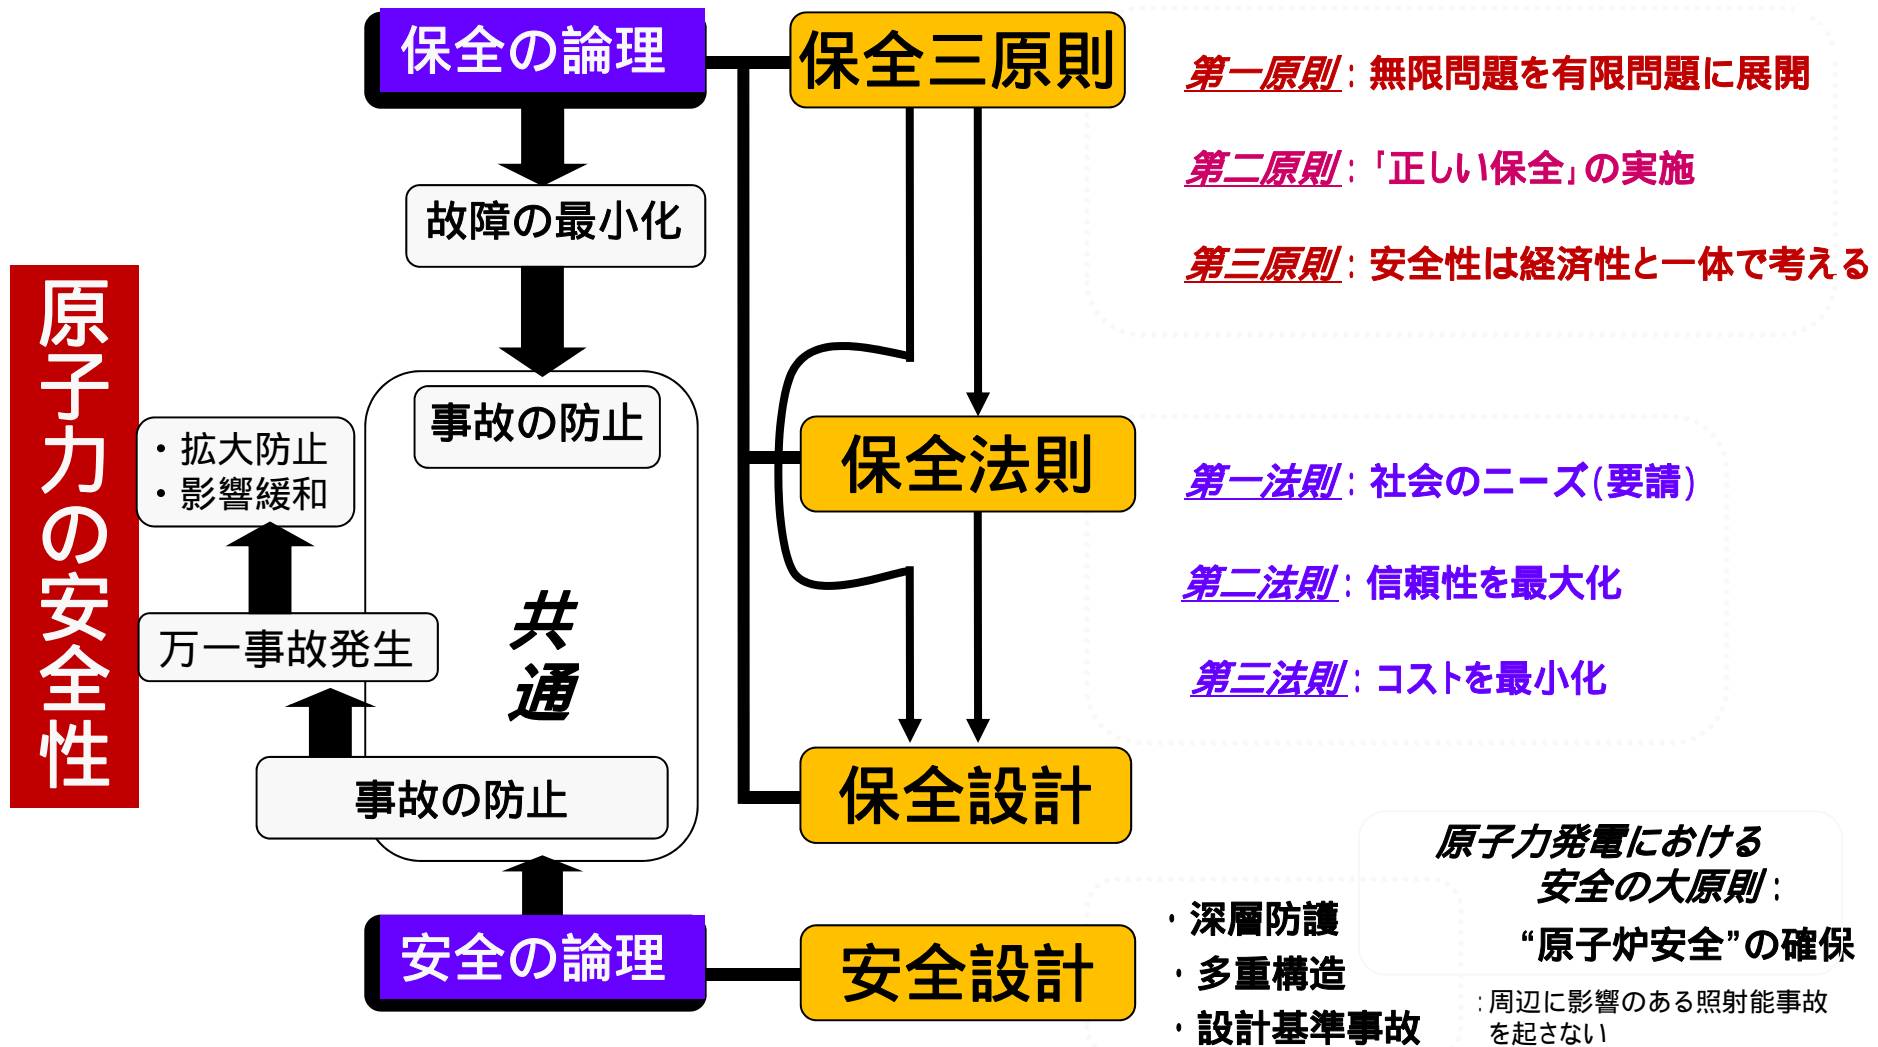 保全の論理
保全三原則
第一原則：無限問題を有限問題に展開
第二原則：「正しい保全」の実施
第三原則：安全性は経済性と一体で考える
故障の最小化
原子力の安全性
事故の防止
・拡大防止
・影響緩和
保全法則
第一法則：社会のニーズ(要請)
第二法則：信頼性を最大化
第三法則：コストを最小化
共
通
万一事故発生
事故の防止
保全設計
原子力発電における
安全の大原則：
“原子炉安全”の確保
：周辺に影響のある照射能事故
を起さない
安全の論理
安全設計
・深層防護
・多重構造
・設計基準事故